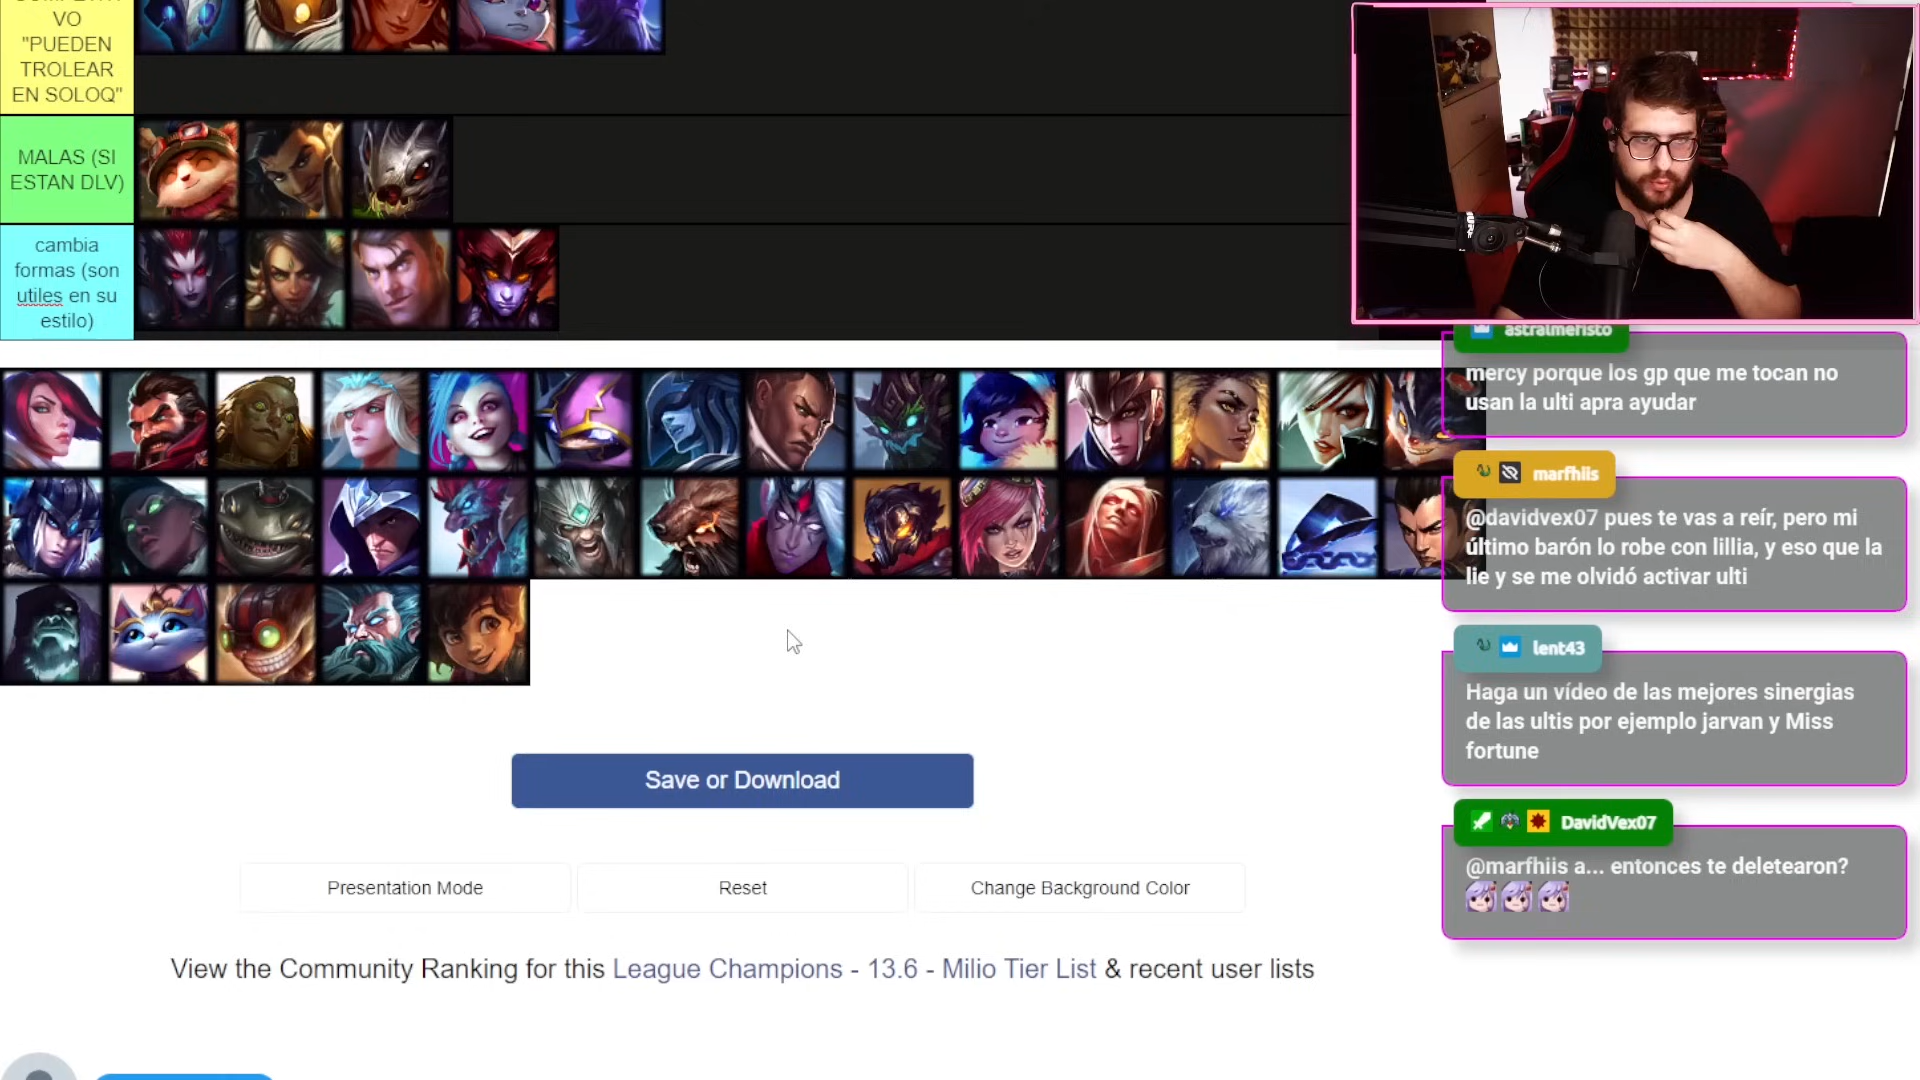 VO
"PUEDEN
TROLEAR
EN SOLOQ"
MALAS (SI
ESTAN DLV)
cambia
formas (son
utiles en su
estilo)
astralmefisto
mercy porque los gp que me tocan no
usan la ulti apra ayudar
marfhiis
@davidvex07 pues te vas a reír, pero mi
último barón lo robe con lillia, y eso que la
lie y se me olvidó activar ulti
lent43
Haga un vídeo de las mejores sinergias
de las ultis por ejemplo jarvan y Miss
fortune
DavidVex07
@marfhiis a... entonces te deletearon?
Save or Download
Presentation Mode
Reset
Change Background Color
View the Community Ranking for this League Champions - 13.6 - Milio Tier List & recent user lists